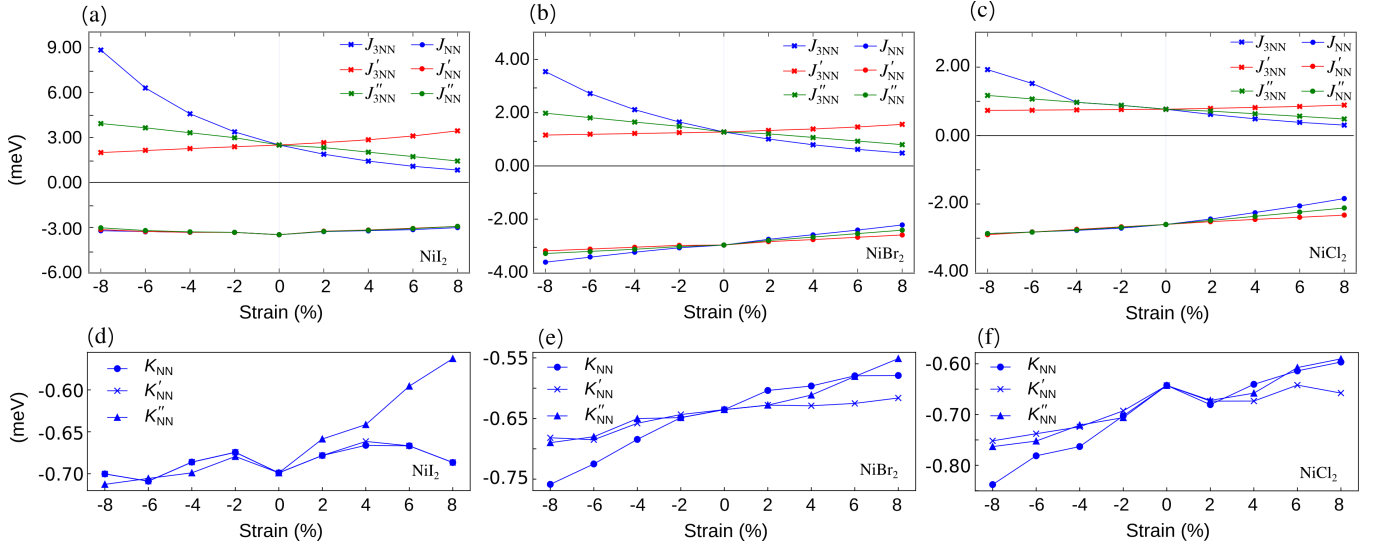 (a)
9.00
6.00
3.00
0.00
-3.00
-6.00
(meV)
J3NN JNN
J′3NN J′NN
J″3NN J″NN
NiI2
-8 -6 -4 -2 0 2 4 6 8
Strain (%)
(b)
4.00
2.00
0.00
-2.00
-4.00
J3NN JNN
J′3NN J′NN
J″3NN J″NN
NiBr2
-8 -6 -4 -2 0 2 4 6 8
Strain (%)
(c)
2.00
0.00
-2.00
-4.00
J3NN JNN
J′3NN J′NN
J″3NN J″NN
NiCl2
-8 -6 -4 -2 0 2 4 6 8
Strain (%)
(d)
-0.60
-0.65
-0.70
(meV)
KNN
K′NN
K″NN
NiI2
-8 -6 -4 -2 0 2 4 6 8
Strain (%)
(e)
-0.55
-0.65
-0.75
KNN
K′NN
K″NN
NiBr2
-8 -6 -4 -2 0 2 4 6 8
Strain (%)
(f)
-0.60
-0.70
-0.80
KNN
K′NN
K″NN
NiCl2
-8 -6 -4 -2 0 2 4 6 8
Strain (%)